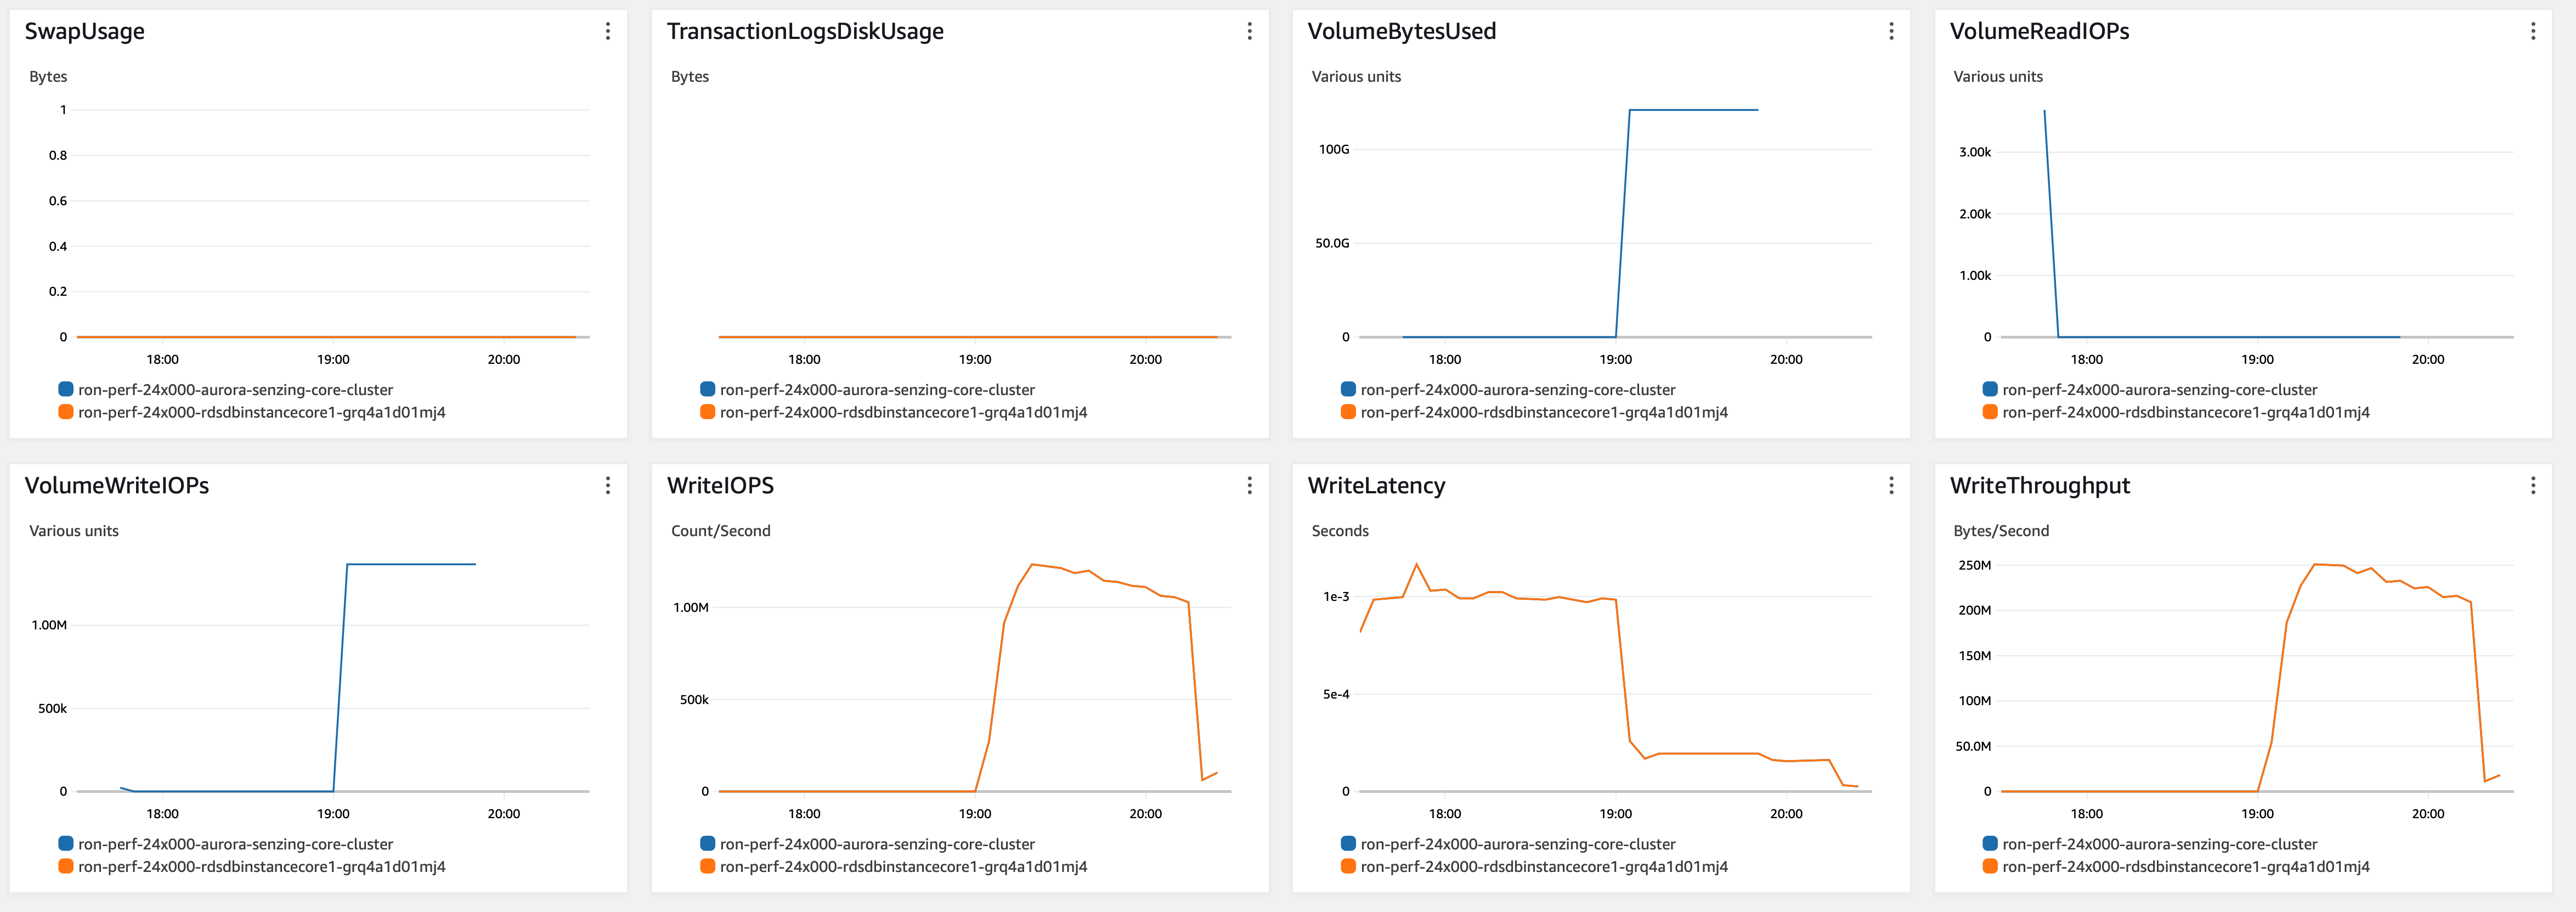 SwapUsage
Bytes
1
0.8
0.6
0.4
0.2
0
18:00 19:00 20:00
ron-perf-24x000-aurora-senzing-core-cluster
ron-perf-24x000-rdsdbinstancecore1-grq4a1d01mj4
TransactionLogsDiskUsage
Bytes
18:00 19:00 20:00
ron-perf-24x000-aurora-senzing-core-cluster
ron-perf-24x000-rdsdbinstancecore1-grq4a1d01mj4
VolumeBytesUsed
Various units
100G
50.0G
0
18:00 19:00 20:00
ron-perf-24x000-aurora-senzing-core-cluster
ron-perf-24x000-rdsdbinstancecore1-grq4a1d01mj4
VolumeReadIOPs
Various units
3.00k
2.00k
1.00k
0
18:00 19:00 20:00
ron-perf-24x000-aurora-senzing-core-cluster
ron-perf-24x000-rdsdbinstancecore1-grq4a1d01mj4
VolumeWriteIOPs
Various units
1.00M
500k
0
18:00 19:00 20:00
ron-perf-24x000-aurora-senzing-core-cluster
ron-perf-24x000-rdsdbinstancecore1-grq4a1d01mj4
WriteIOPS
Count/Second
1.00M
500k
0
18:00 19:00 20:00
ron-perf-24x000-aurora-senzing-core-cluster
ron-perf-24x000-rdsdbinstancecore1-grq4a1d01mj4
WriteLatency
Seconds
1e-3
5e-4
0
18:00 19:00 20:00
ron-perf-24x000-aurora-senzing-core-cluster
ron-perf-24x000-rdsdbinstancecore1-grq4a1d01mj4
WriteThroughput
Bytes/Second
250M
200M
150M
100M
50.0M
0
18:00 19:00 20:00
ron-perf-24x000-aurora-senzing-core-cluster
ron-perf-24x000-rdsdbinstancecore1-grq4a1d01mj4